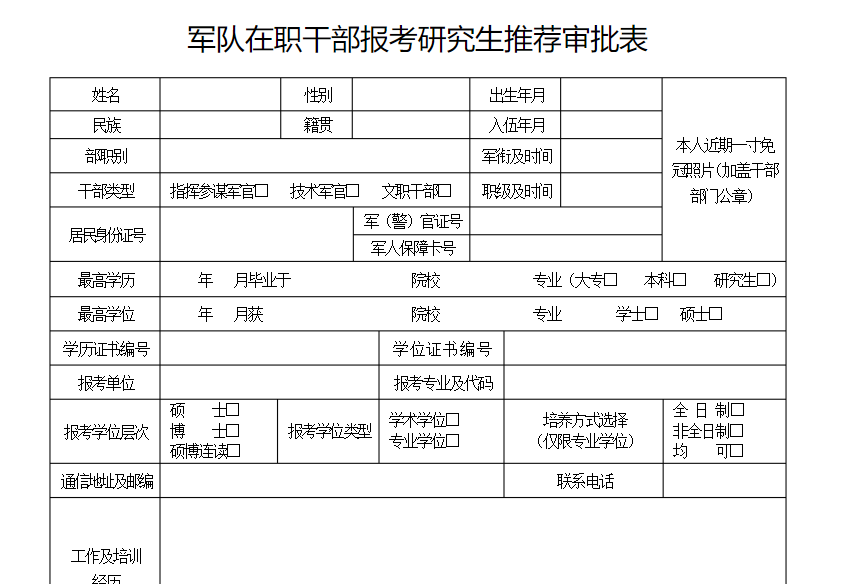 军队在职干部报考研究生推荐审批表
姓名 性别 出生年月
民族 籍贯 入伍年月
本人近期一寸免
冠照片（加盖干部
部门公章）
部职别 军衔及时间
干部类型 指挥参谋军官□ 技术军官□ 文职干部□ 职级及时间
居民身份证号
军（警）官证号
军人保障卡号
最高学历 年 月毕业于 院校 专业（大专□ 本科□ 研究生□）
最高学位 年 月获 院校 专业 学士□ 硕士□
学历证书编号 学位证书编号
报考单位 报考专业及代码
报考学位层次
硕 士□
博 士□
硕博连读□
报考学位类型
学术学位□
专业学位□
培养方式选择
（仅限专业学位）
全 日 制□
非全日制□
均 可□
通信地址及邮编 联系电话
工作及培训
经历